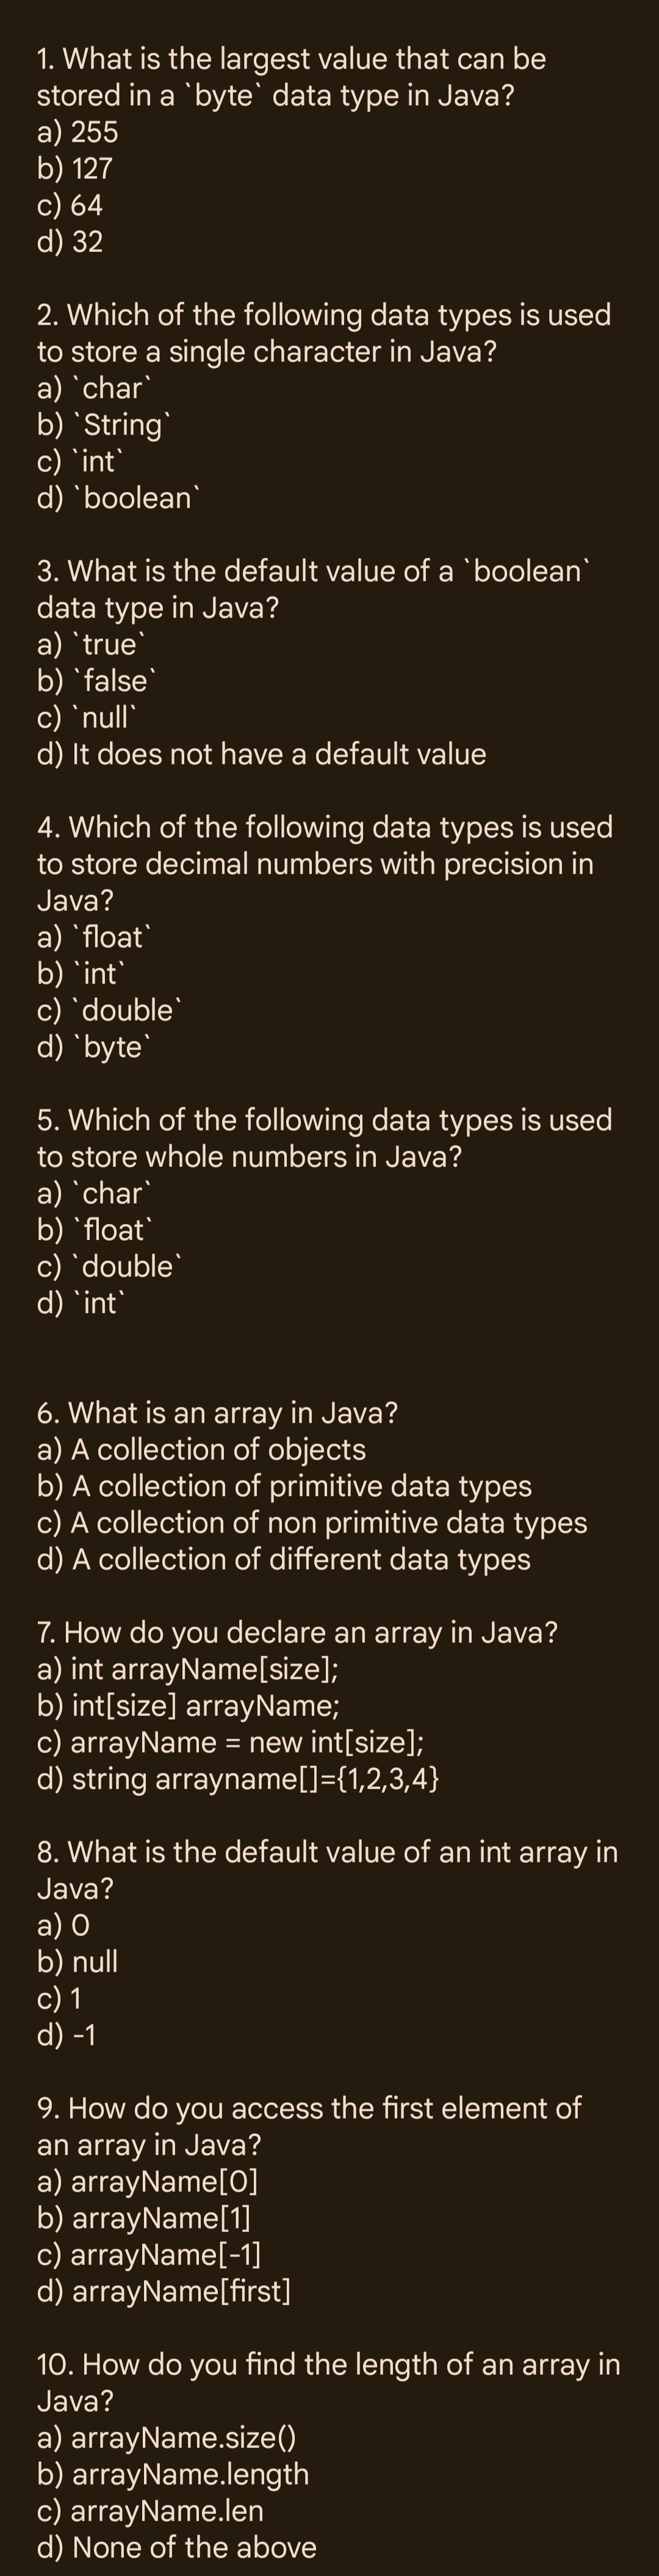 1. What is the largest value that can be
stored in a `byte` data type in Java?
a) 255
b) 127
c) 64
d) 32
2. Which of the following data types is used
to store a single character in Java?
a) `char`
b) `String`
c) `int`
d) `boolean`
3. What is the default value of a `boolean`
data type in Java?
a) `true`
b) `false`
c) `null`
d) It does not have a default value
4. Which of the following data types is used
to store decimal numbers with precision in
Java?
a) `float`
b) `int`
c) `double`
d) `byte`
5. Which of the following data types is used
to store whole numbers in Java?
a) `char`
b) `float`
c) `double`
d) `int`
6. What is an array in Java?
a) A collection of objects
b) A collection of primitive data types
c) A collection of non primitive data types
d) A collection of different data types
7. How do you declare an array in Java?
a) int arrayName[size];
b) int[size] arrayName;
c) arrayName = new int[size];
d) string arrayname[]={1,2,3,4}
8. What is the default value of an int array in
Java?
a) 0
b) null
c) 1
d) -1
9. How do you access the first element of
an array in Java?
a) arrayName[0]
b) arrayName[1]
c) arrayName[-1]
d) arrayName[first]
10. How do you find the length of an array in
Java?
a) arrayName.size()
b) arrayName.length
c) arrayName.len
d) None of the above